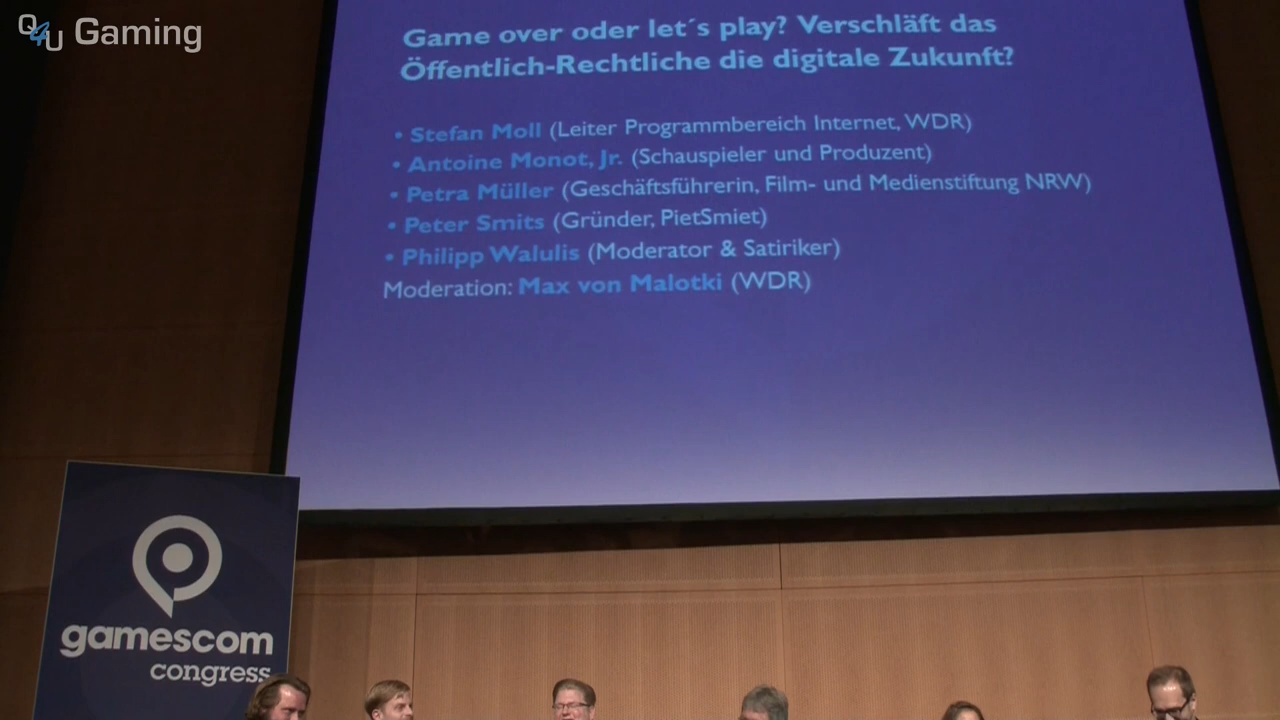 Q4U Gaming
Game over oder let´s play? Verschläft das
Öffentlich-Rechtliche die digitale Zukunft?
• Stefan Moll (Leiter Programmbereich Internet, WDR)
• Antoine Monot, Jr. (Schauspieler und Produzent)
• Petra Müller (Geschäftsführerin, Film- und Medienstiftung NRW)
• Peter Smits (Gründer, PietSmiet)
• Philipp Walulis (Moderator & Satiriker)
Moderation: Max von Malotki (WDR)
gamescom
congress